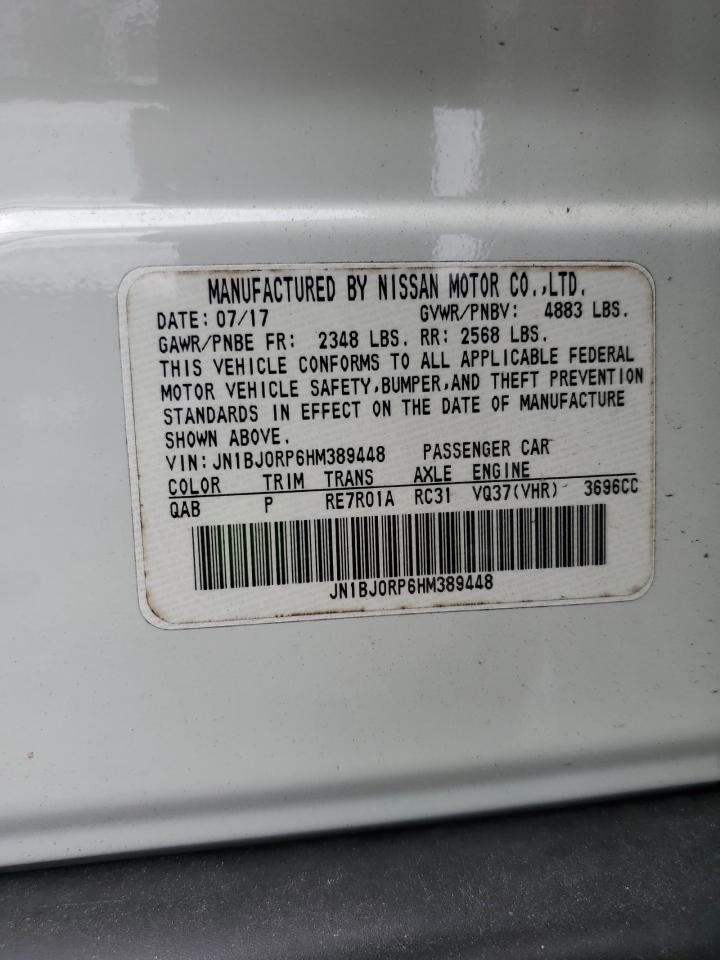 MANUFACTURED BY NISSAN MOTOR CO.,LTD.
DATE: 07/17 GVWR/PNBV: 4883 LBS.
GAWR/PNBE FR: 2348 LBS. RR: 2568 LBS.
THIS VEHICLE CONFORMS TO ALL APPLICABLE FEDERAL
MOTOR VEHICLE SAFETY,BUMPER,AND THEFT PREVENTION
STANDARDS IN EFFECT ON THE DATE OF MANUFACTURE
SHOWN ABOVE.
VIN:JN1BJ0RP6HM389448 PASSENGER CAR
COLOR TRIM TRANS AXLE ENGINE
QAB P RE7R01A RC31 VQ37(VHR) 3696CC
JN1BJ0RP6HM389448